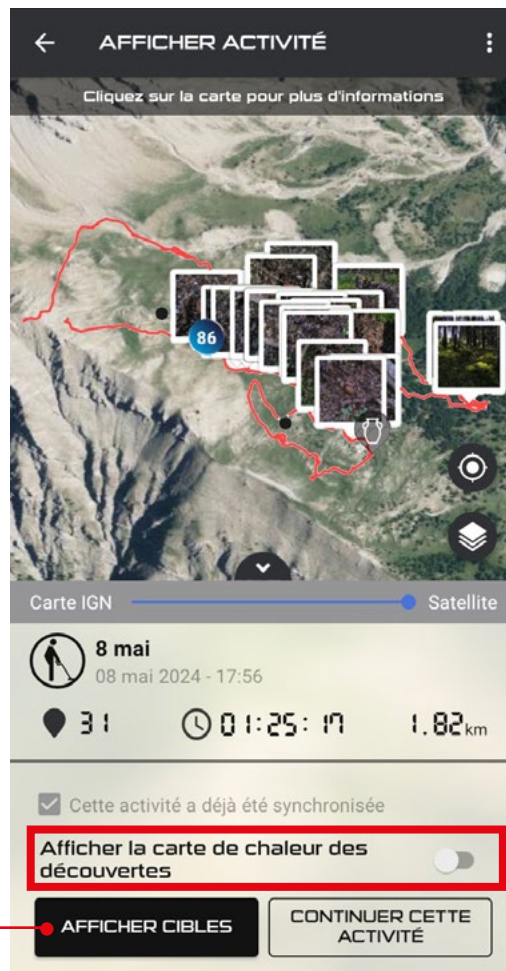 AFFICHER ACTIVITÉ
Cliquez sur la carte pour plus d'informations
86
Carte IGN Satellite
8 mai
08 mai 2024 - 17:56
31 01:25:17 1.82km
Cette activité a déjà été synchronisée
Afficher la carte de chaleur des
découvertes
AFFICHER CIBLES
CONTINUER CETTE
ACTIVITÉ